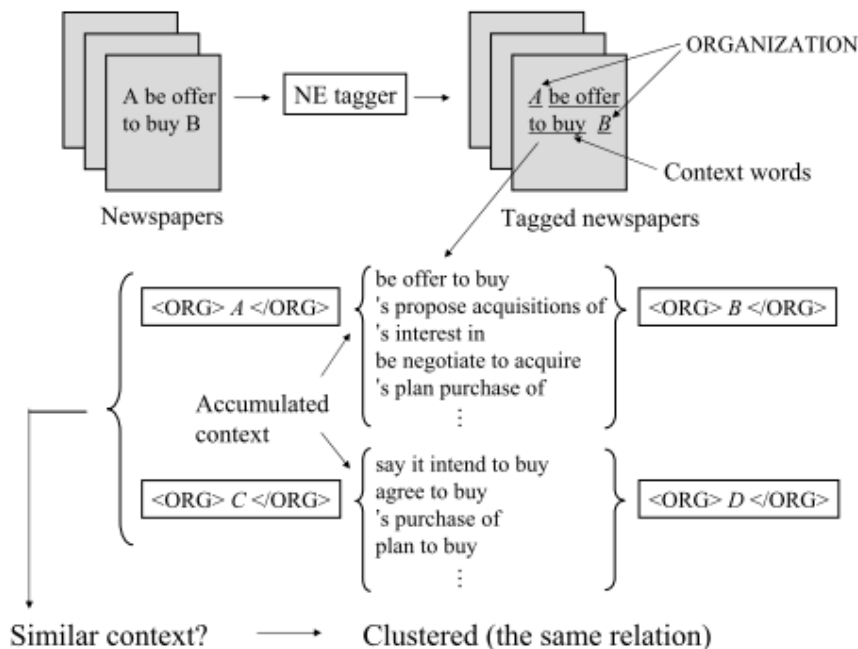 ORGANIZATION
A be offer
to buy B
NE tagger
A be offer
to buy B
Context words
Newspapers
Tagged newspapers
be offer to buy
's propose acquisitions of
's interest in
be negotiate to acquire
's plan purchase of
⋮
<ORG> A </ORG>
<ORG> B </ORG>
Accumulated
context
say it intend to buy
agree to buy
's purchase of
plan to buy
⋮
<ORG> C </ORG>
<ORG> D </ORG>
Similar context?
Clustered (the same relation)